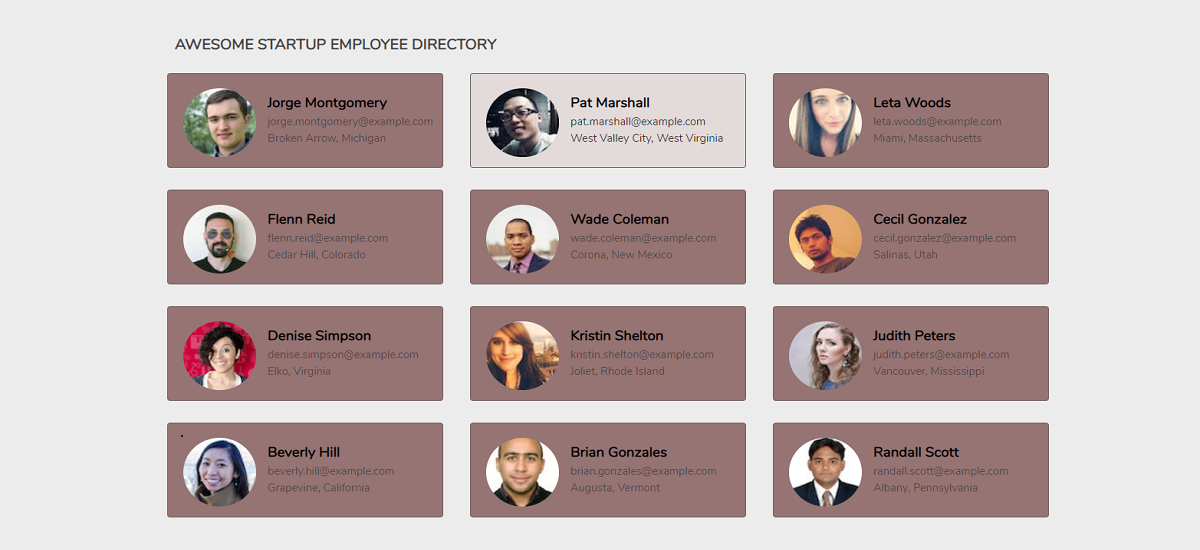 AWESOME STARTUP EMPLOYEE DIRECTORY
Jorge Montgomery
jorge.montgomery@example.com
Broken Arrow, Michigan
Pat Marshall
pat.marshall@example.com
West Valley City, West Virginia
Leta Woods
leta.woods@example.com
Miami, Massachusetts
Flenn Reid
flenn.reid@example.com
Cedar Hill, Colorado
Wade Coleman
wade.coleman@example.com
Corona, New Mexico
Cecil Gonzalez
cecil.gonzalez@example.com
Salinas, Utah
Denise Simpson
denise.simpson@example.com
Elko, Virginia
Kristin Shelton
kristin.shelton@example.com
Joliet, Rhode Island
Judith Peters
judith.peters@example.com
Vancouver, Mississippi
Beverly Hill
beverly.hill@example.com
Grapevine, California
Brian Gonzales
brian.gonzales@example.com
Augusta, Vermont
Randall Scott
randall.scott@example.com
Albany, Pennsylvania